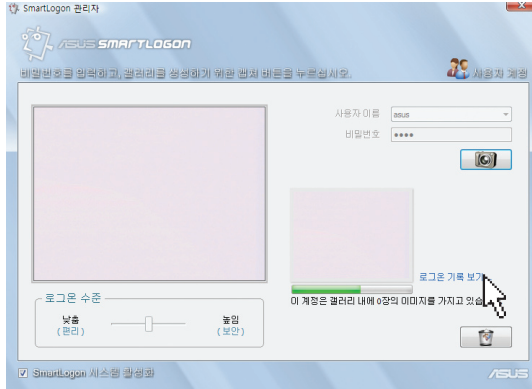 SmartLogon 관리자
ASUS SMARTLOGON
비밀번호를 입력하고, 갤러리를 생성하기 위한 캡쳐 버튼을 누르십시오.
사용자 계정
사용자 이름 asus
비밀번호 ●●●●
로그온 기록 보기
이 계정은 갤러리 내에 0장의 이미지를 가지고 있습
로그온 수준
낮춤 높임
(편리) (보안)
SmartLogon 시스템 활성화
ASUS